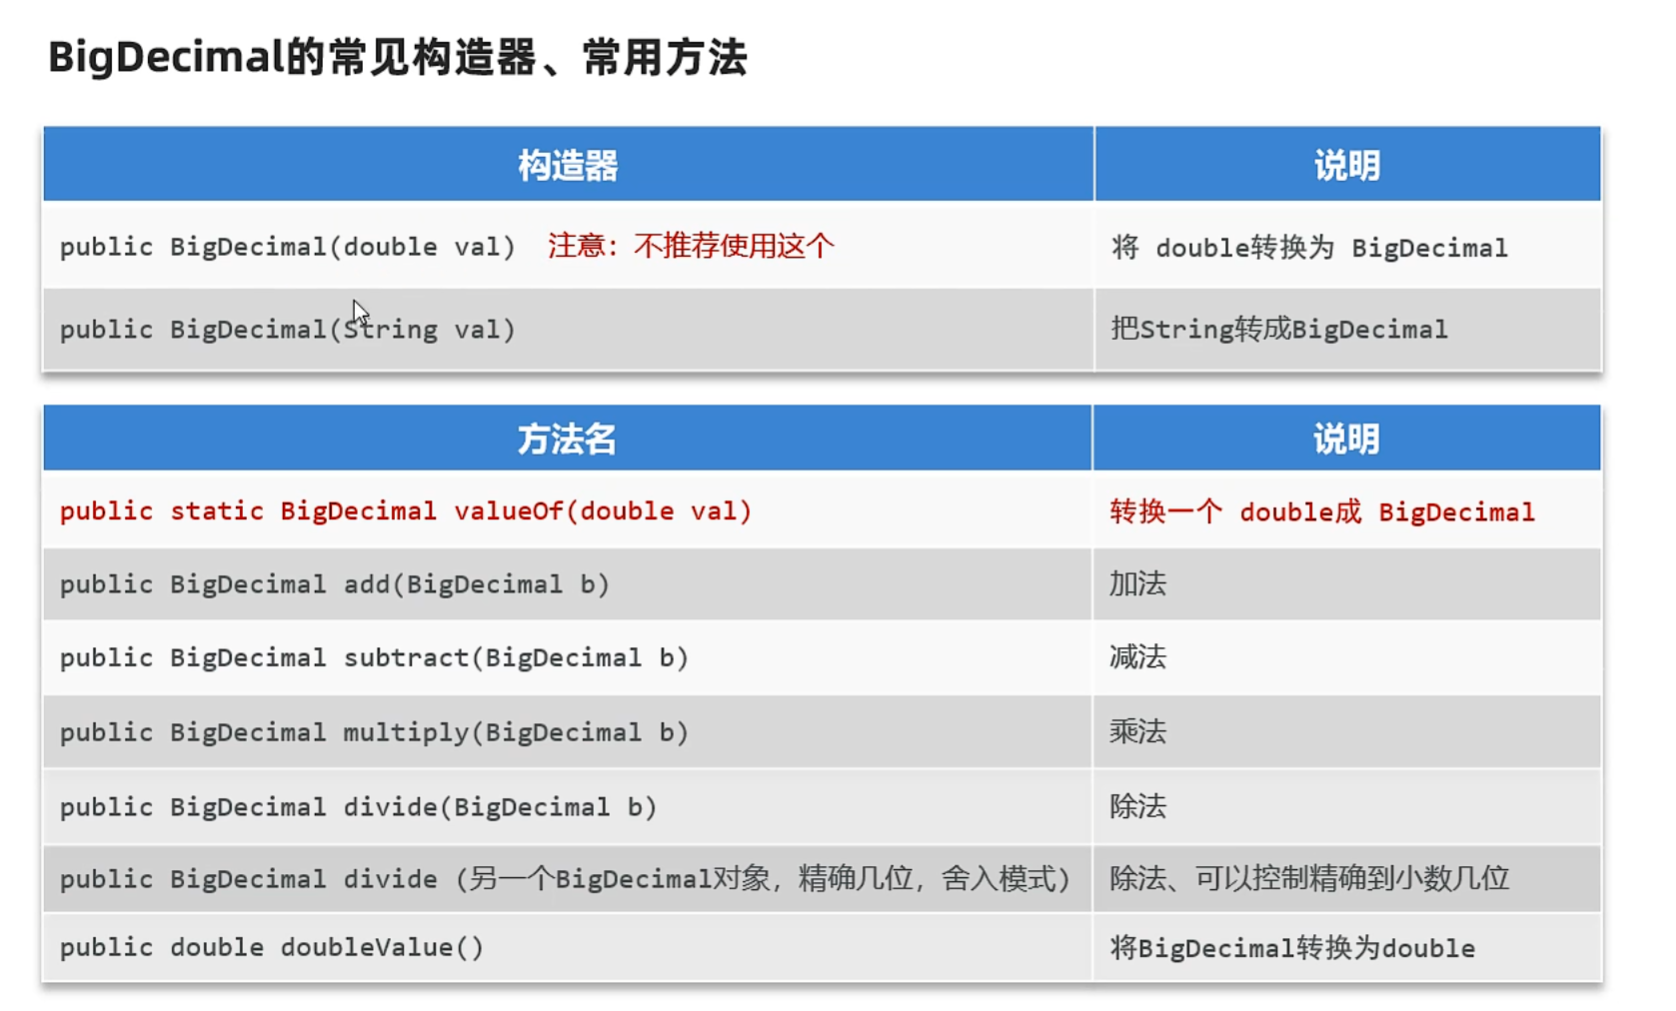 BigDecimal的常见构造器、常用方法
构造器 说明
public BigDecimal(double val) 注意：不推荐使用这个 将 double转换为 BigDecimal
public BigDecimal(String val) 把String转成BigDecimal
方法名 说明
public static BigDecimal valueOf(double val) 转换一个 double成 BigDecimal
public BigDecimal add(BigDecimal b) 加法
public BigDecimal subtract(BigDecimal b) 减法
public BigDecimal multiply(BigDecimal b) 乘法
public BigDecimal divide(BigDecimal b) 除法
public BigDecimal divide (另一个BigDecimal对象，精确几位，舍入模式) 除法、可以控制精确到小数几位
public double doubleValue() 将BigDecimal转换为double